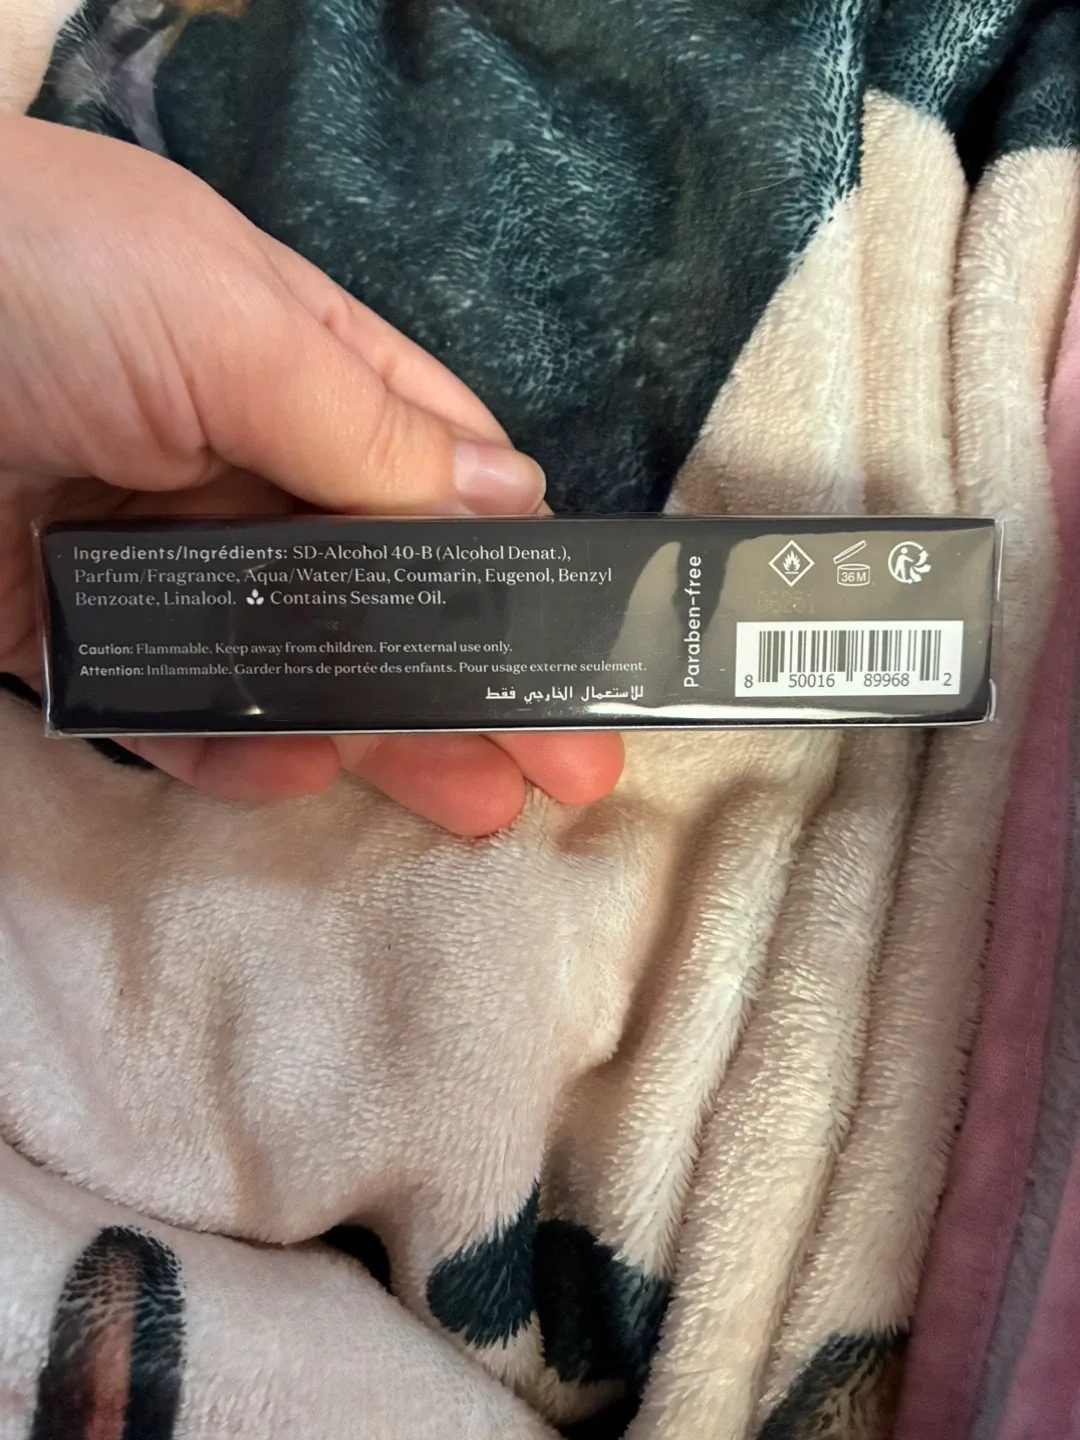 Ingredients/Ingrédients: SD-Alcohol 40-B (Alcohol Denat.),
Parfum/Fragrance, Aqua/Water/Eau, Coumarin, Eugenol, Benzyl
Benzoate, Linalool. Contains Sesame Oil.
Caution: Flammable. Keep away from children. For external use only.
Attention: Inflammable. Garder hors de portée des enfants. Pour usage externe seulement.
للاستعمال الخارجي فقط
Paraben-free
36M
8 50016 89968 2